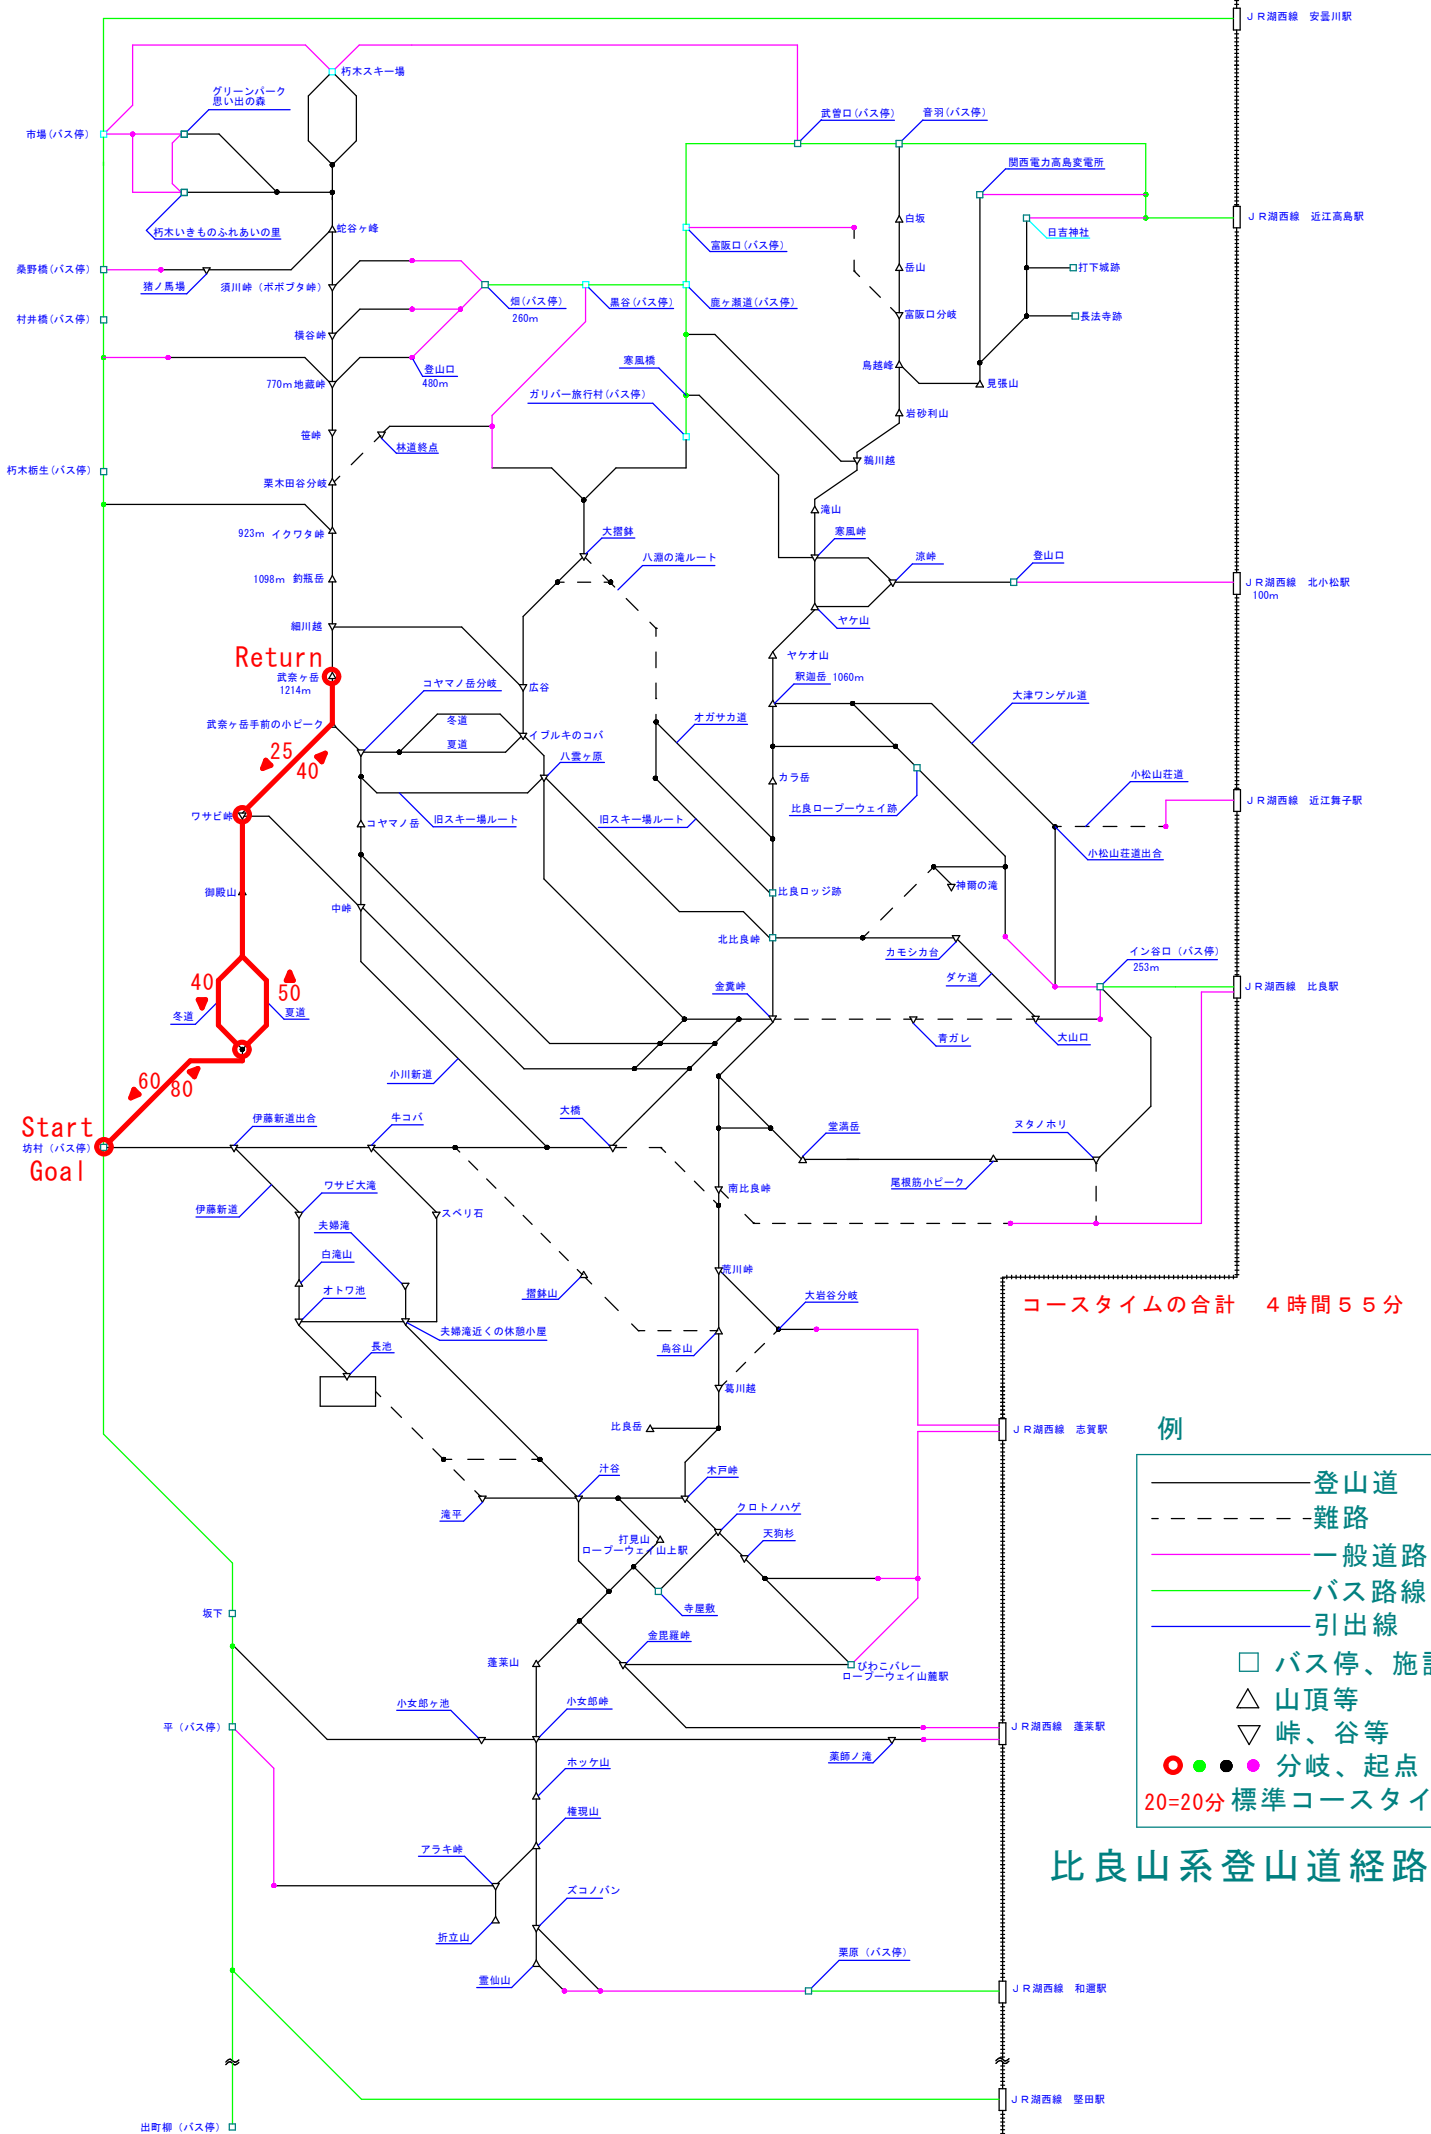 ＪＲ湖西線　安曇川駅
朽木スキー場
グリーンパーク
思い出の森
市場(バス停)
武曽口(バス停)
音羽(バス停)
関西電力高島変電所
朽木いきものふれあいの里
蛇谷ヶ峰
白坂
ＪＲ湖西線　近江高島駅
日吉神社
富阪口(バス停)
桑野橋(バス停)
猪ノ馬場
須川峠 (ボボブタ峠)
岳山
打下城跡
畑(バス停)
260m
黒谷(バス停)
鹿ヶ瀬道(バス停)
村井橋(バス停)
富阪口分岐
長法寺跡
横谷峠
寒風橋
鳥越峰
登山口
480m
770m 地蔵峠
見張山
ガリバー旅行村(バス停)
岩砂利山
笹峠
林道終点
鵜川越
朽木栃生(バス停)
栗木田谷分岐
滝山
923m イクワタ峠
大摺鉢
寒風峠
八淵の滝ルート
涼峠
登山口
1098m 釣瓶岳
ＪＲ湖西線　北小松駅
100m
細川越
ヤケ山
Return
武奈ヶ岳
1214m
ヤケオ山
コヤマノ岳分岐
広谷
釈迦岳 1060m
大津ワンゲル道
武奈ヶ岳手前の小ピーク
冬道
夏道
イブルキのコバ
オガサカ道
25
40
八雲ヶ原
カラ岳
小松山荘道
ワサビ峠
コヤマノ岳
旧スキー場ルート
旧スキー場ルート
比良ロープーウェイ跡
ＪＲ湖西線　近江舞子駅
小松山荘道出合
御殿山
中峠
比良ロッジ跡
神爾の滝
北比良峠
カモシカ台
イン谷口 (バス停)
253m
ダケ道
40
50
冬道
夏道
金糞峠
ＪＲ湖西線　比良駅
青ガレ
大山口
60
80
小川新道
Start
坊村 (バス停)
Goal
伊藤新道出合
牛コバ
大橋
堂満岳
ヌタノホリ
尾根筋小ピーク
伊藤新道
ワサビ大滝
スベリ石
南比良峠
夫婦滝
白滝山
オトワ池
摺鉢山
荒川峠
大岩谷分岐
コースタイムの合計　４時間５５分
夫婦滝近くの休憩小屋
烏谷山
長池
葛川越
比良岳
ＪＲ湖西線　志賀駅
汁谷
木戸峠
滝平
クロトノハゲ
打見山
ロープーウェイ山上駅
天狗杉
寺屋敷
坂下
金毘羅峠
蓬莱山
びわこバレー
ロープーウェイ山麓駅
小女郎ヶ池
小女郎峠
平 (バス停)
ＪＲ湖西線　蓬莱駅
薬師ノ滝
ホッケ山
権現山
アラキ峠
ズコノバン
折立山
霊仙山
栗原 (バス停)
ＪＲ湖西線　和邇駅
ＪＲ湖西線　堅田駅
出町柳 (バス停)
例
登山道
難路
一般道路
バス路線
引出線
バス停、施設
山頂等
峠、谷等
分岐、起点
20=20分 標準コースタイ
比良山系登山道経路